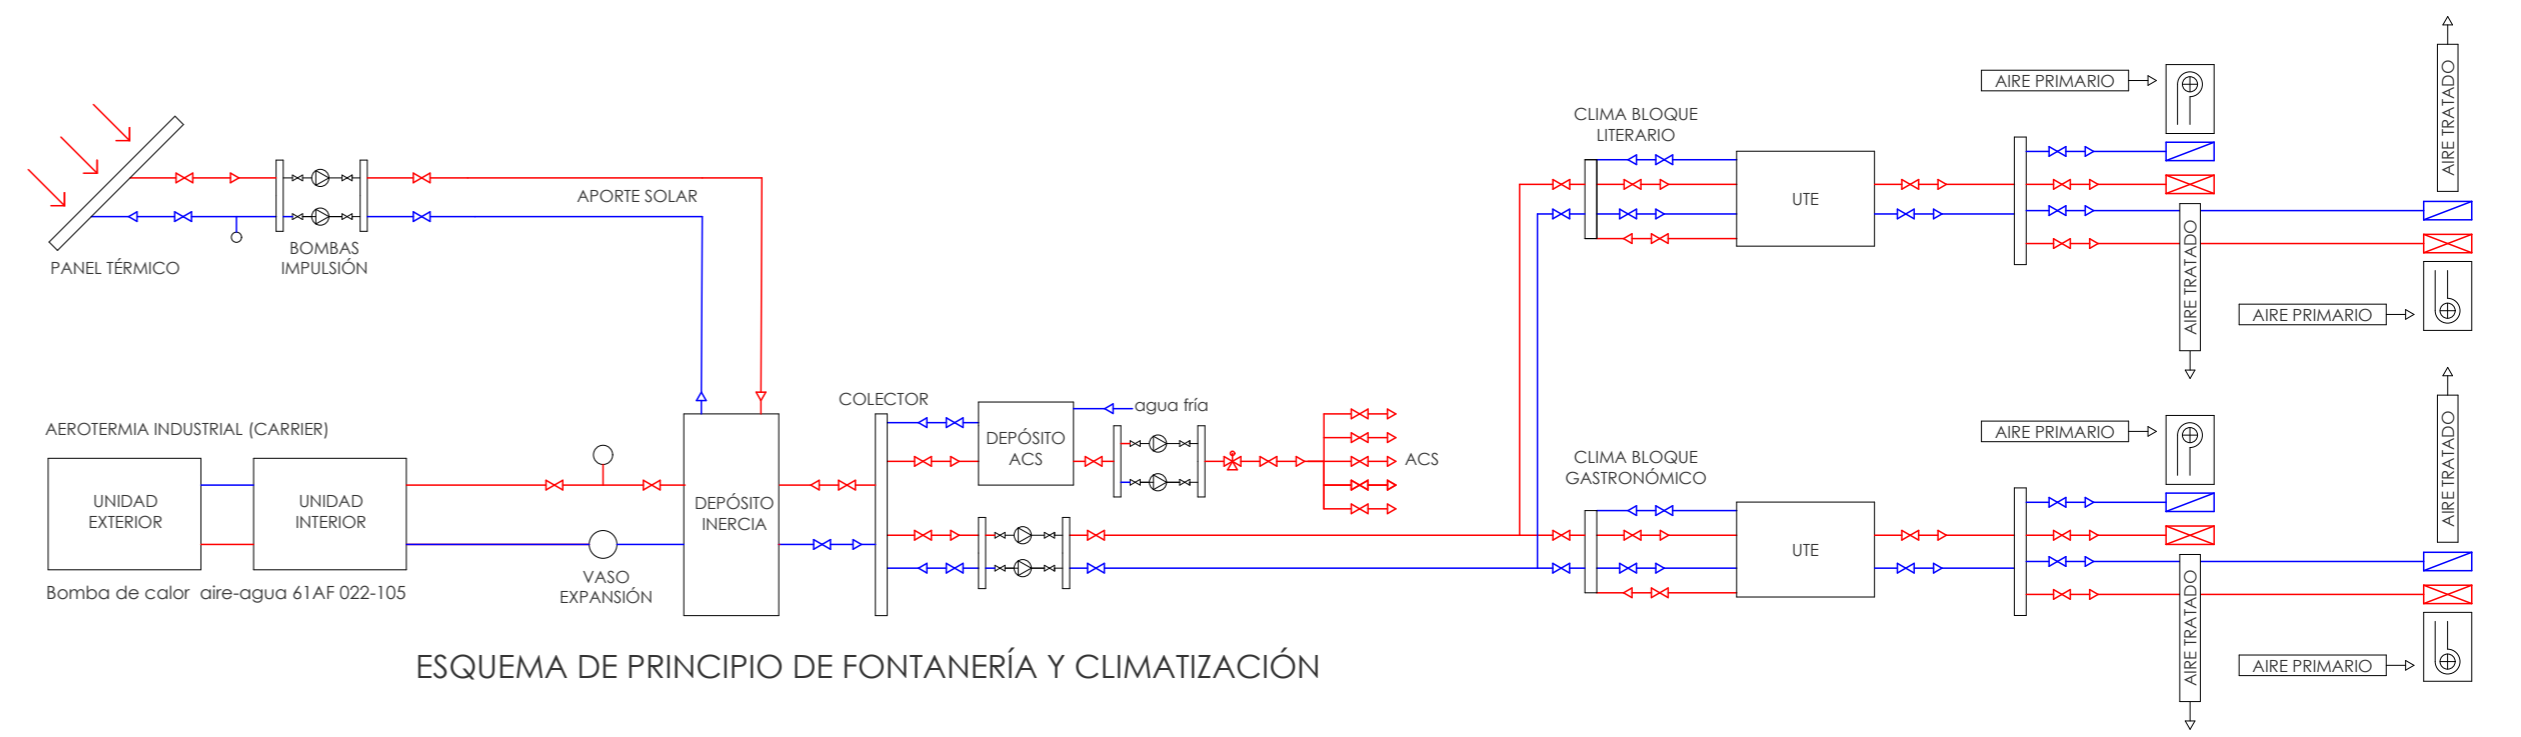 AIRE PRIMARIO
AIRE TRATADO
CLIMA BLOQUE
LITERARIO
UTE
APORTE SOLAR
BOMBAS
IMPULSIÓN
PANEL TÉRMICO
AIRE TRATADO
AIRE PRIMARIO
COLECTOR
agua fría
AEROTERMIA INDUSTRIAL (CARRIER)
DEPÓSITO
ACS
ACS
AIRE PRIMARIO
AIRE TRATADO
CLIMA BLOQUE
GASTRONÓMICO
UNIDAD
EXTERIOR
UNIDAD
INTERIOR
DEPÓSITO
INERCIA
UTE
VASO
EXPANSIÓN
Bomba de calor aire-agua 61AF 022-105
AIRE TRATADO
AIRE PRIMARIO
ESQUEMA DE PRINCIPIO DE FONTANERÍA Y CLIMATIZACIÓN